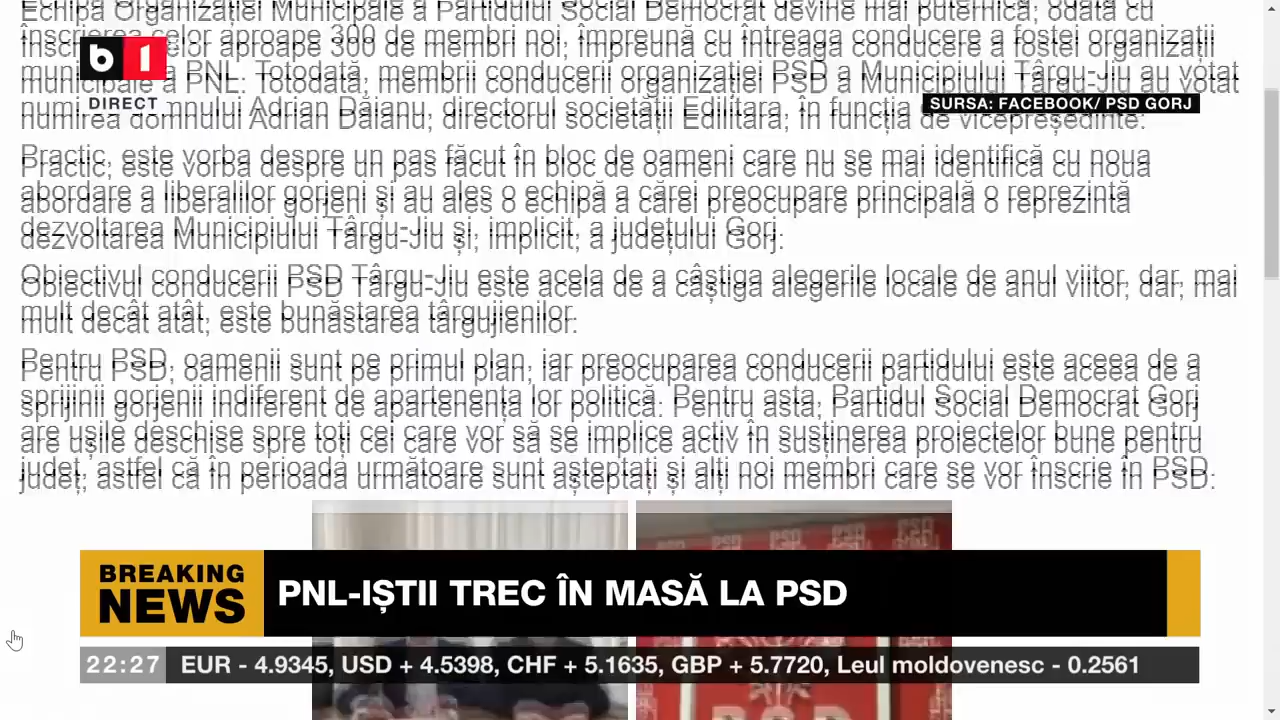 Echipa Organizației Municipale a Partidului Social Democrat devine mai puternică, odată cu
înscrierea celor aproape 300 de membri noi, împreună cu întreaga conducere a fostei organizații
municipale a PNL. Totodată, membrii conducerii organizației PSD a Municipiului Târgu-Jiu au votat
numirea domnului Adrian Dăianu, directorul societății Edilitara, în funcția de vicepreședinte.
b1
DIRECT
SURSA: FACEBOOK/ PSD GORJ
Practic, este vorba despre un pas făcut în bloc de oameni care nu se mai identifică cu noua
abordare a liberalilor gorjeni și au ales o echipă a cărei preocupare principală o reprezintă
dezvoltarea Municipiului Târgu-Jiu și, implicit, a județului Gorj.
Obiectivul conducerii PSD Târgu-Jiu este acela de a câștiga alegerile locale de anul viitor, dar, mai
mult decât atât, este bunăstarea târgujienilor.
Pentru PSD, oamenii sunt pe primul plan, iar preocuparea conducerii partidului este aceea de a
sprijinii gorjenii indiferent de apartenența lor politică. Pentru asta, Partidul Social Democrat Gorj
are ușile deschise spre toți cei care vor să se implice activ în susținerea proiectelor bune pentru
județ, astfel că în perioada următoare sunt așteptați și alți noi membri care se vor înscrie în PSD.
BREAKING
NEWS
PNL-IȘTII TREC ÎN MASĂ LA PSD
22:27 EUR - 4.9345, USD + 4.5398, CHF + 5.1635, GBP + 5.7720, Leul moldovenesc - 0.2561
PSD